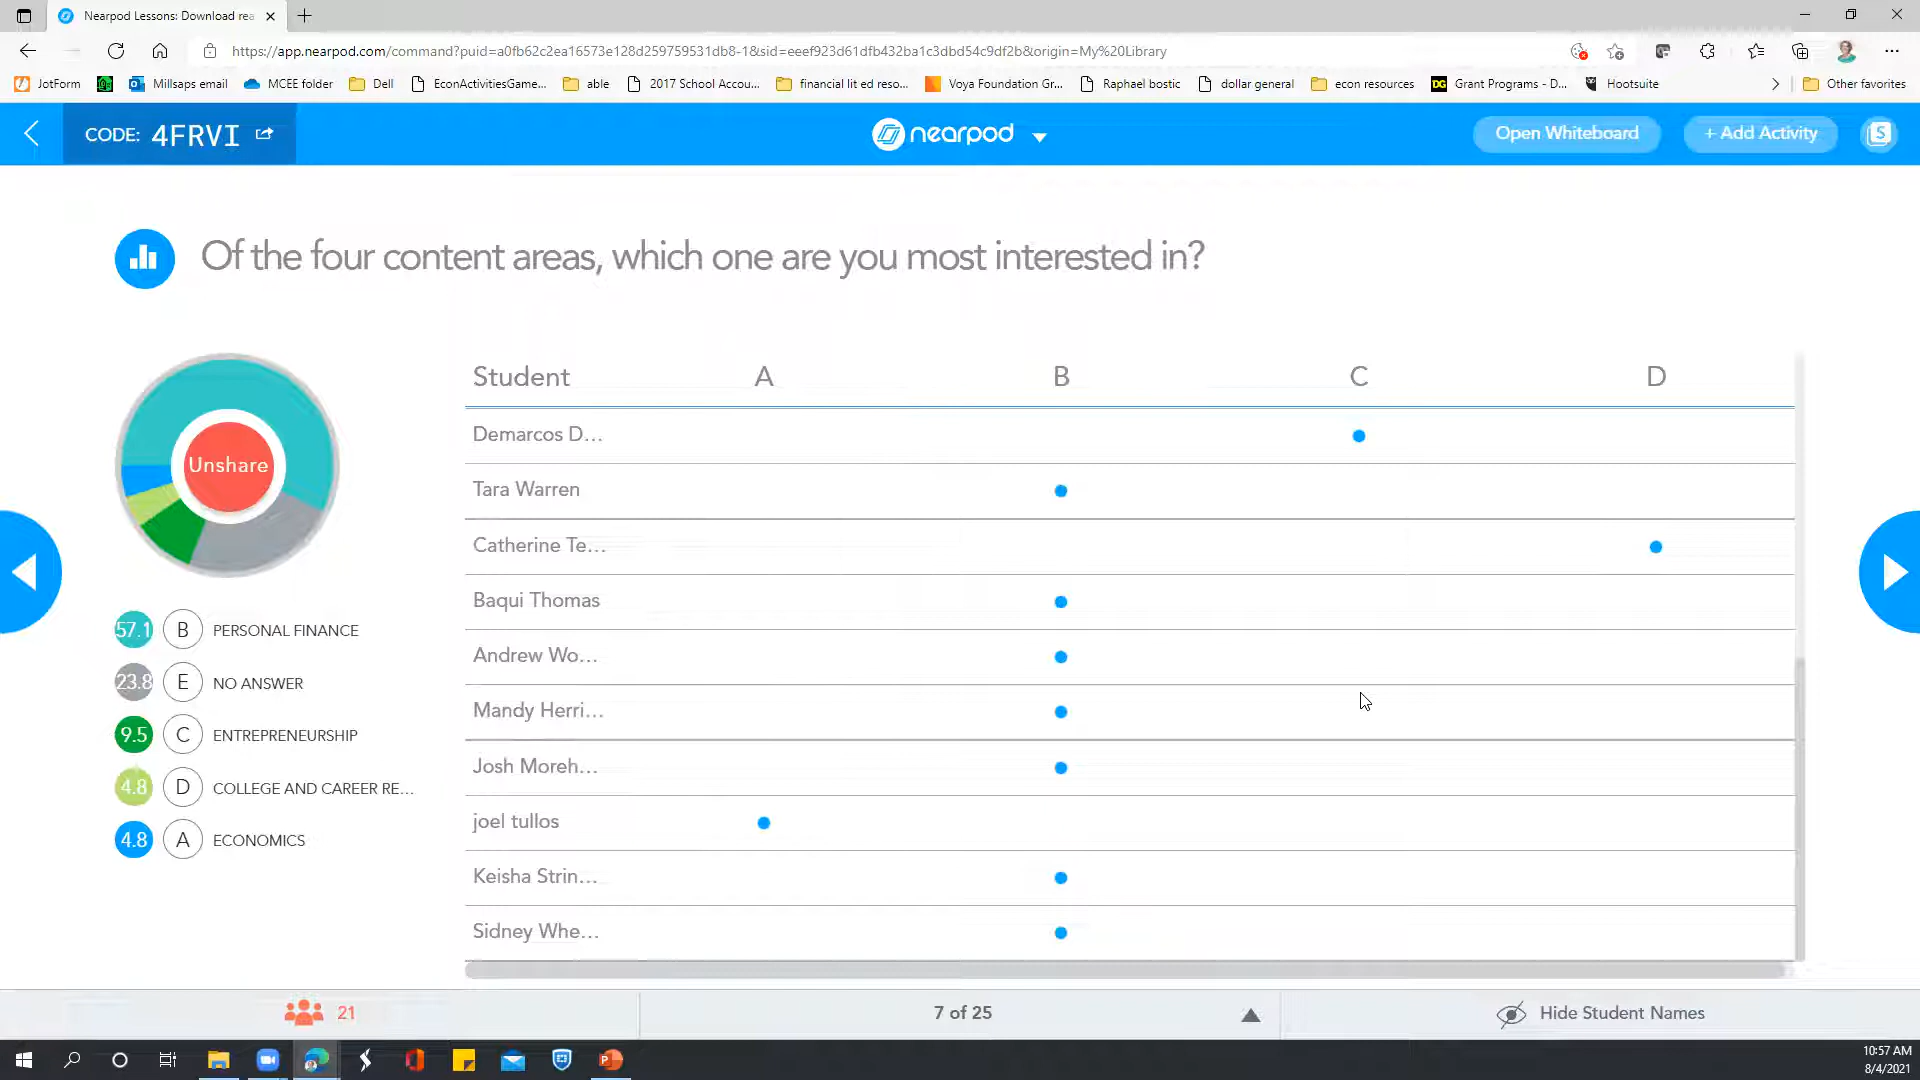 Nearpod Lessons: Download rea
https://app.nearpod.com/command?puid=a0fb62c2ea16573e128d259759531db8-1&sid=eeef923d61dfb432ba1c3dbd54c9df2b&origin=My%20Library
JotForm Millsaps email MCEE folder Dell EconActivitiesGame... able 2017 School Accou... financial lit ed reso... Voya Foundation Gr... Raphael bostic dollar general econ resources DG Grant Programs - D... Hootsuite Other favorites
CODE: 4FRVI nearpod Open Whiteboard + Add Activity S
Of the four content areas, which one are you most interested in?
Student A B C D
Demarcos D...
Tara Warren
Catherine Te...
Baqui Thomas
Andrew Wo...
Mandy Herri...
Josh Moreh...
joel tullos
Keisha Strin...
Sidney Whe...
Unshare
57.1 B PERSONAL FINANCE
23.8 E NO ANSWER
9.5 C ENTREPRENEURSHIP
4.8 D COLLEGE AND CAREER RE...
4.8 A ECONOMICS
21 7 of 25 Hide Student Names
10:57 AM
8/4/2021